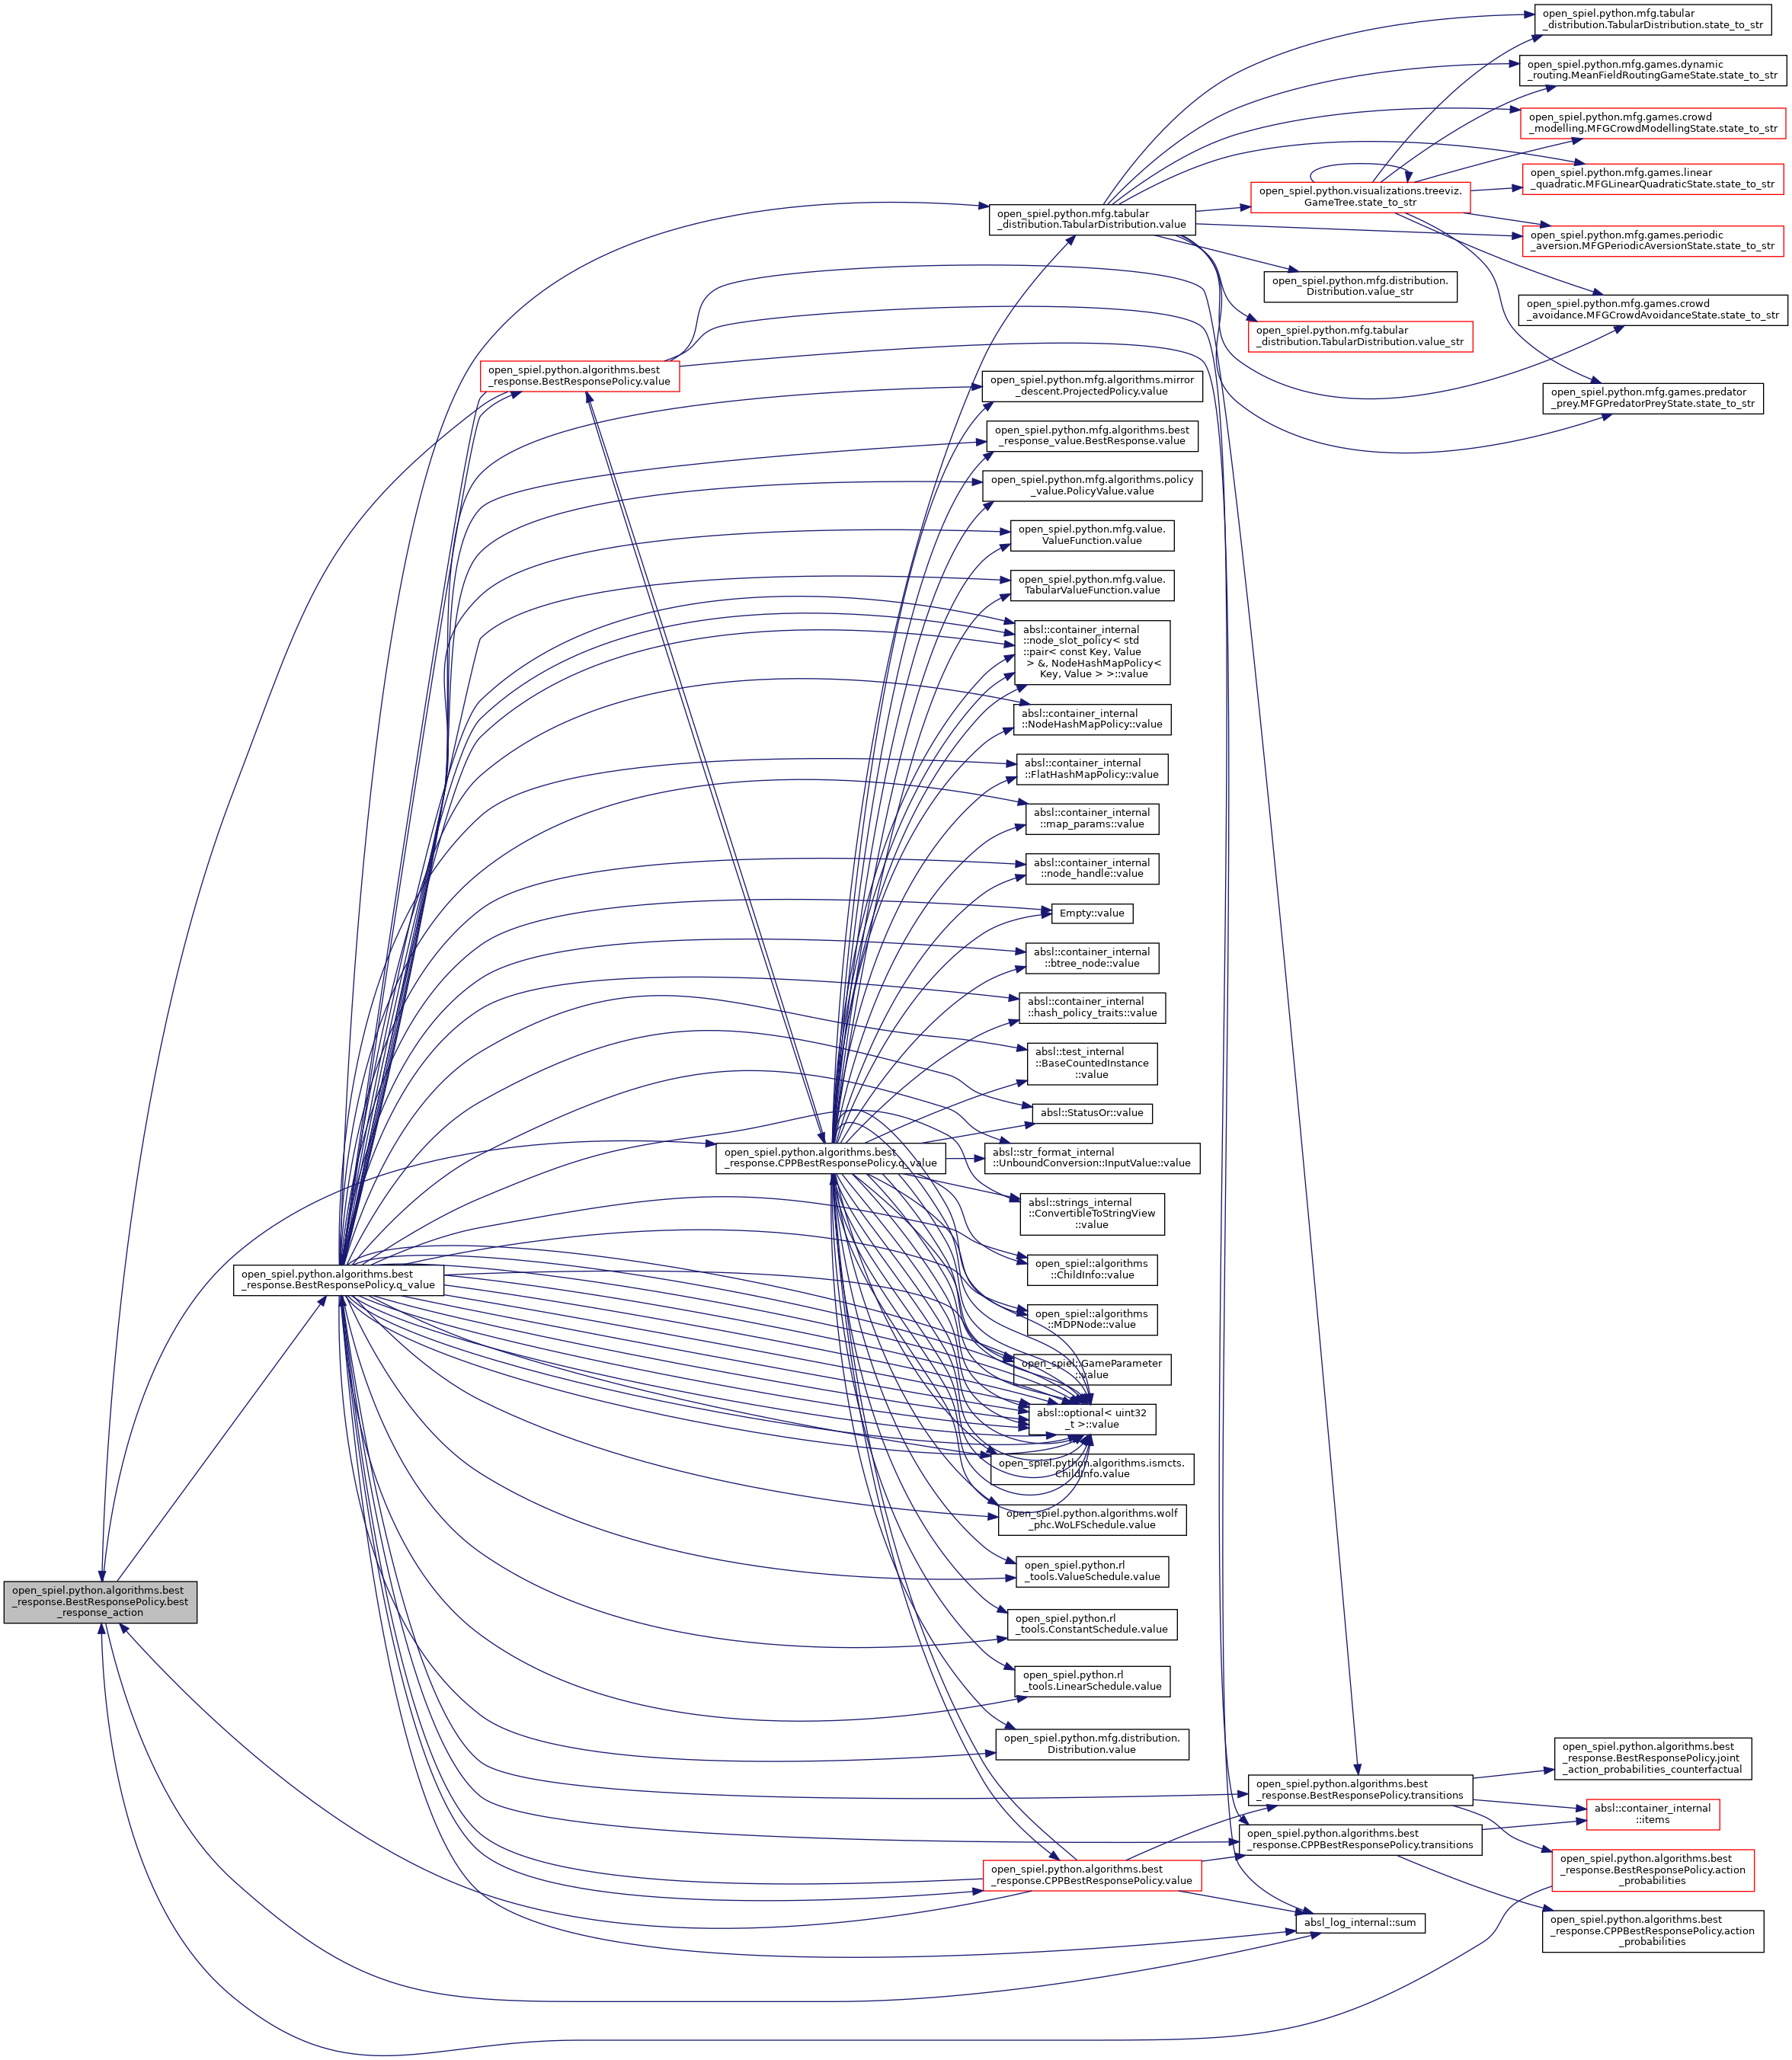 open_spiel.python.mfg.tabular
_distribution.TabularDistribution.state_to_str
open_spiel.python.mfg.games.dynamic
_routing.MeanFieldRoutingGameState.state_to_str
open_spiel.python.mfg.games.crowd
_modelling.MFGCrowdModellingState.state_to_str
open_spiel.python.mfg.games.linear
_quadratic.MFGLinearQuadraticState.state_to_str
open_spiel.python.visualizations.treeviz.
GameTree.state_to_str
open_spiel.python.mfg.tabular
_distribution.TabularDistribution.value
open_spiel.python.mfg.games.periodic
_aversion.MFGPeriodicAversionState.state_to_str
open_spiel.python.mfg.distribution.
Distribution.value_str
open_spiel.python.mfg.games.crowd
_avoidance.MFGCrowdAvoidanceState.state_to_str
open_spiel.python.mfg.tabular
_distribution.TabularDistribution.value_str
open_spiel.python.algorithms.best
_response.BestResponsePolicy.value
open_spiel.python.mfg.algorithms.mirror
_descent.ProjectedPolicy.value
open_spiel.python.mfg.games.predator
_prey.MFGPredatorPreyState.state_to_str
open_spiel.python.mfg.algorithms.best
_response_value.BestResponse.value
open_spiel.python.mfg.algorithms.policy
_value.PolicyValue.value
open_spiel.python.mfg.value.
ValueFunction.value
open_spiel.python.mfg.value.
TabularValueFunction.value
absl::container_internal
::node_slot_policy< std
::pair< const Key, Value
> &, NodeHashMapPolicy<
Key, Value > >::value
absl::container_internal
::NodeHashMapPolicy::value
absl::container_internal
::FlatHashMapPolicy::value
absl::container_internal
::map_params::value
absl::container_internal
::node_handle::value
Empty::value
absl::container_internal
::btree_node::value
absl::container_internal
::hash_policy_traits::value
absl::test_internal
::BaseCountedInstance
::value
absl::StatusOr::value
open_spiel.python.algorithms.best
_response.CPPBestResponsePolicy.q_value
absl::str_format_internal
::UnboundConversion::InputValue::value
absl::strings_internal
::ConvertibleToStringView
::value
open_spiel::algorithms
::ChildInfo::value
open_spiel.python.algorithms.best
_response.BestResponsePolicy.q_value
open_spiel::algorithms
::MDPNode::value
open_spiel::GameParameter
::value
absl::optional< uint32
_t >::value
open_spiel.python.algorithms.ismcts.
ChildInfo.value
open_spiel.python.algorithms.wolf
_phc.WoLFSchedule.value
open_spiel.python.rl
_tools.ValueSchedule.value
open_spiel.python.algorithms.best
_response.BestResponsePolicy.best
_response_action
open_spiel.python.rl
_tools.ConstantSchedule.value
open_spiel.python.rl
_tools.LinearSchedule.value
open_spiel.python.mfg.distribution.
Distribution.value
open_spiel.python.algorithms.best
_response.BestResponsePolicy.joint
_action_probabilities_counterfactual
open_spiel.python.algorithms.best
_response.BestResponsePolicy.transitions
absl::container_internal
::items
open_spiel.python.algorithms.best
_response.CPPBestResponsePolicy.transitions
open_spiel.python.algorithms.best
_response.BestResponsePolicy.action
_probabilities
open_spiel.python.algorithms.best
_response.CPPBestResponsePolicy.value
absl_log_internal::sum
open_spiel.python.algorithms.best
_response.CPPBestResponsePolicy.action
_probabilities